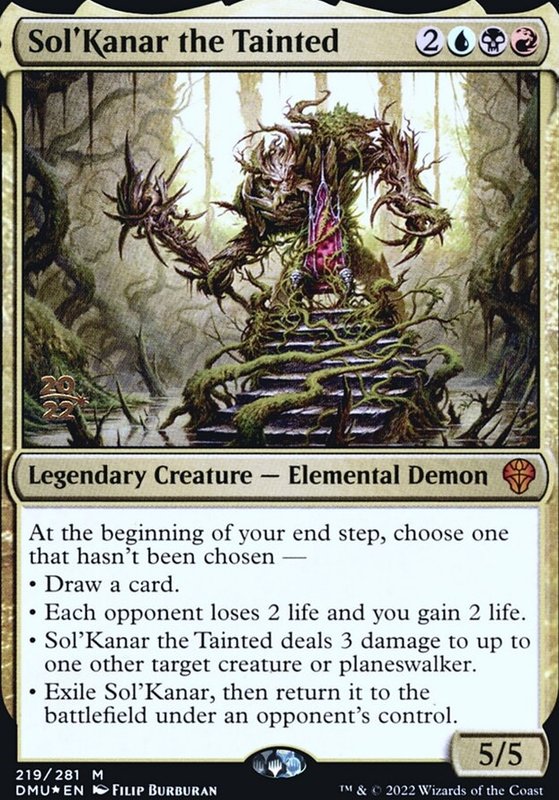 Sol'Kanar the Tainted 2
20
22
Legendary Creature — Elemental Demon
At the beginning of your end step, choose one
that hasn't been chosen —
• Draw a card.
• Each opponent loses 2 life and you gain 2 life.
• Sol'Kanar the Tainted deals 3 damage to up to
one other target creature or planeswalker.
• Exile Sol'Kanar, then return it to the
battlefield under an opponent's control.
5/5
219/281 M
DMU★EN Filip Burburan
™ & © 2022 Wizards of the Coast